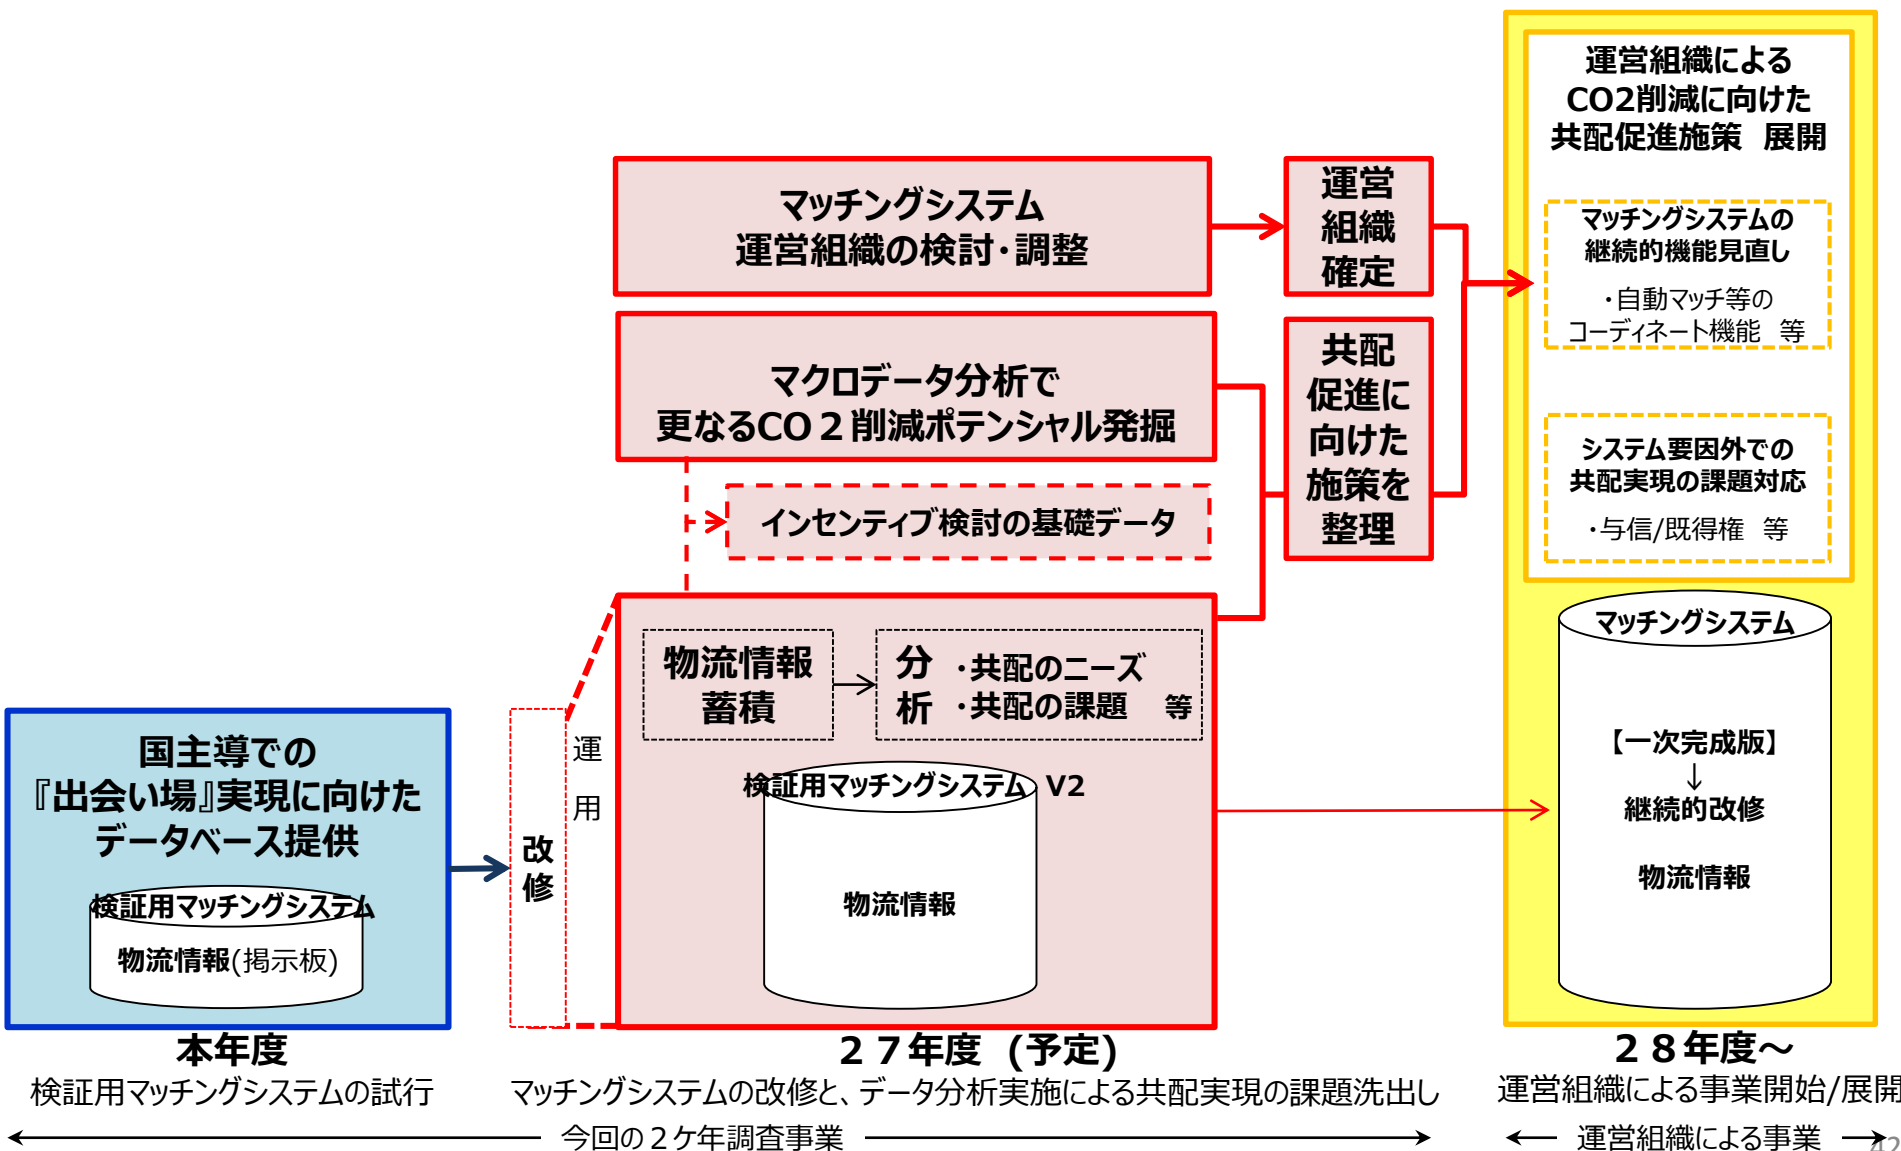 運営組織による
CO2削減に向けた
共配促進施策　展開
マッチングシステムの
継続的機能見直し
・自動マッチ等の
コーディネート機能　等
システム要因外での
共配実現の課題対応
・与信/既得権　等
マッチングシステム
【一次完成版】
↓
継続的改修
物流情報
マッチングシステム
運営組織の検討・調整
運営
組織
確定
マクロデータ分析で
更なるCO２削減ポテンシャル発掘
インセンティブ検討の基礎データ
共配
促進に
向けた
施策を
整理
物流情報
蓄積
分
析
・共配のニーズ
・共配の課題　等
検証用マッチングシステム　V2
物流情報
運
用
改
修
国主導での
『出会い場』実現に向けた
データベース提供
検証用マッチングシステム
物流情報(掲示板)
本年度
検証用マッチングシステムの試行
２７年度 (予定)
マッチングシステムの改修と、データ分析実施による共配実現の課題洗出し
２８年度～
運営組織による事業開始/展開
今回の２ケ年調査事業
運営組織による事業
42